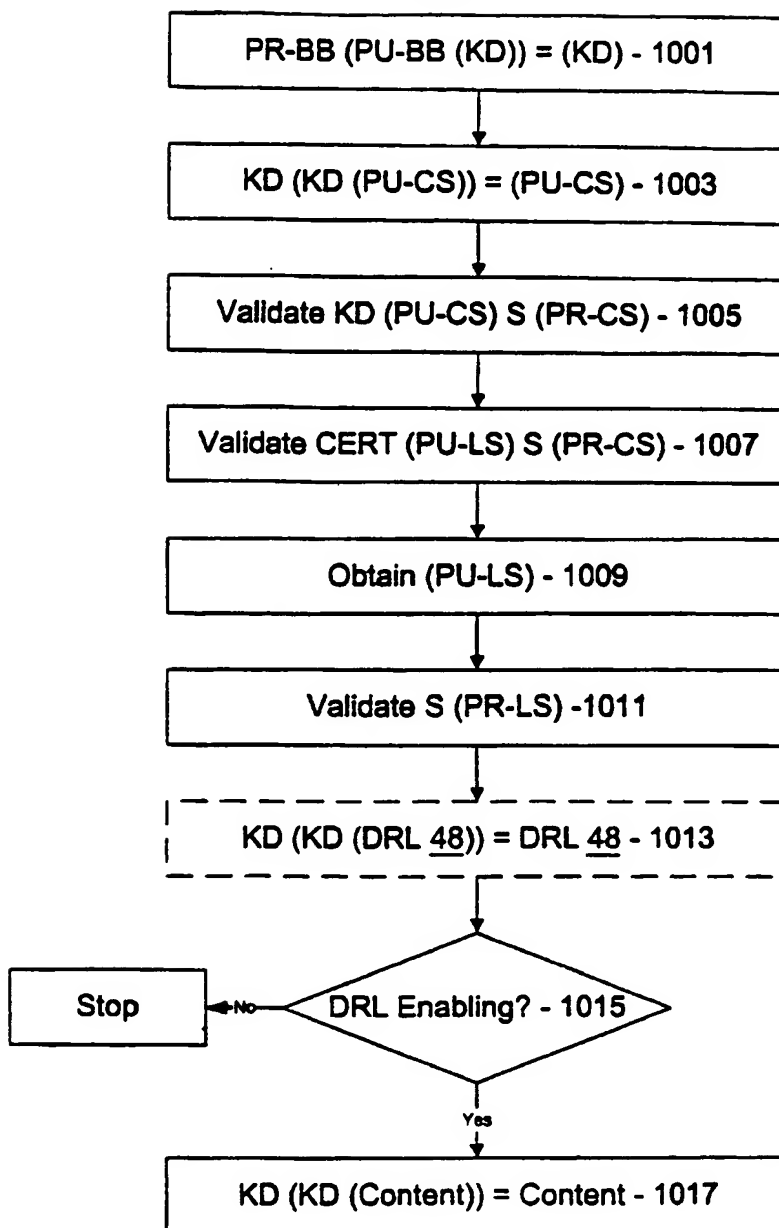 PR-BB (PU-BB (KD)) = (KD) - 1001
KD (KD (PU-CS)) = (PU-CS) - 1003
Validate KD (PU-CS) S (PR-CS) - 1005
Validate CERT (PU-LS) S (PR-CS) - 1007
Obtain (PU-LS) - 1009
Validate S (PR-LS) -1011
KD (KD (DRL 48)) = DRL 48 - 1013
Stop
No
DRL Enabling? - 1015
Yes
KD (KD (Content)) = Content - 1017